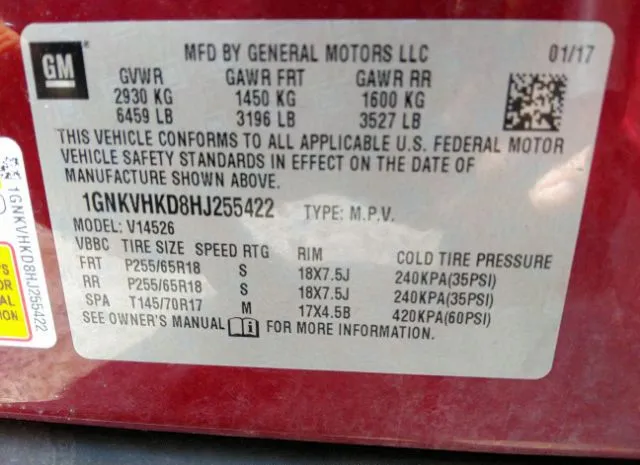 GM
MFD BY GENERAL MOTORS LLC 01/17
GVWR GAWR FRT GAWR RR
2930 KG 1450 KG 1600 KG
6459 LB 3196 LB 3527 LB
THIS VEHICLE CONFORMS TO ALL APPLICABLE U.S. FEDERAL MOTOR
VEHICLE SAFETY STANDARDS IN EFFECT ON THE DATE OF
MANUFACTURE SHOWN ABOVE.
1GNKVHKD8HJ255422 TYPE: M.P.V.
MODEL: V14526
VBBC TIRE SIZE SPEED RTG RIM COLD TIRE PRESSURE
FRT P255/65R18 S 18X7.5J 240KPA(35PSI)
RR P255/65R18 S 18X7.5J 240KPA(35PSI)
SPA T145/70R17 M 17X4.5B 420KPA(60PSI)
SEE OWNER'S MANUAL FOR MORE INFORMATION.
1GNKVHKD8HJ255422